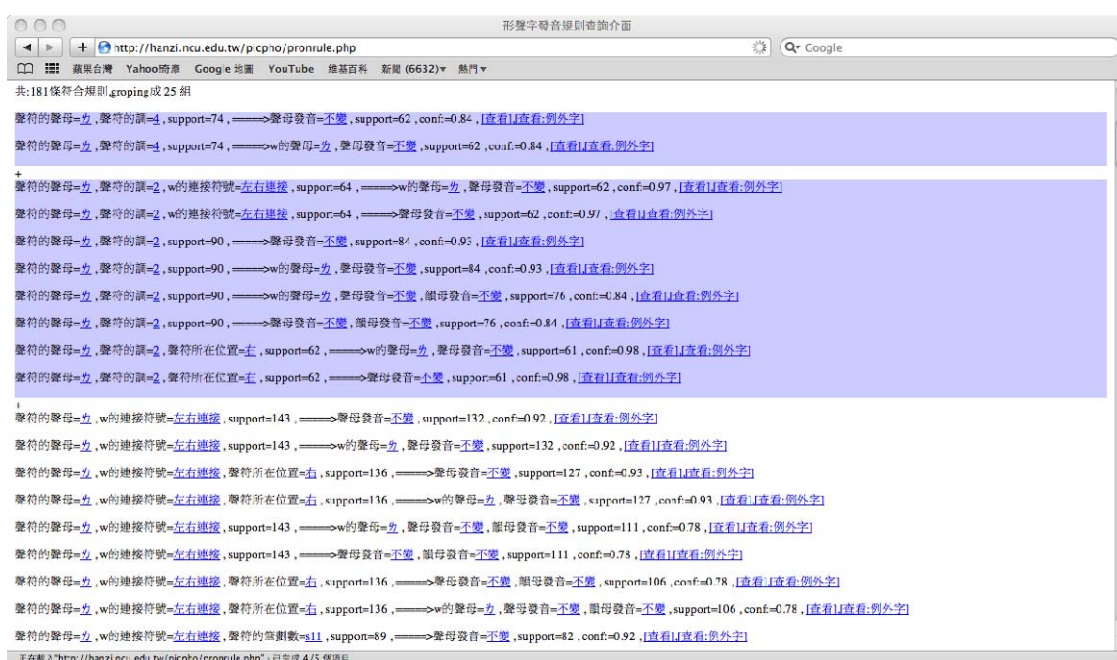 形聲字發音規則查詢介面
http://hanzi.ncu.edu.tw/picpho/pronrule.php Google
蘋果台灣 Yahoo!奇摩 Google 地圖 YouTube 維基百科 新聞 (6632)▾ 熱門▾
共:181條符合規則,groping成 25 組
聲符的聲母=ㄌ ,聲符的調=4 , support=74 , =====>聲母發音=不變 , support=62 , conf:=0.84 , [查看],[查看:例外字]
聲符的聲母=ㄌ ,聲符的調=4 , support=74 , =====>w的聲母=ㄌ , 聲母發音=不變 , support=62 , conf:=0.84 , [查看],[查看:例外字]
+
聲符的聲母=ㄌ ,聲符的調=2 , w的連接符號=左右連接 , support=64 , =====>w的聲母=ㄌ , 聲母發音=不變 , support=62 , conf:=0.97 , [查看],[查看:例外字]
聲符的聲母=ㄌ ,聲符的調=2 , w的連接符號=左右連接 , support=64 , =====>聲母發音=不變 , support=62 , conf:=0.97 , [查看],[查看:例外字]
聲符的聲母=ㄌ ,聲符的調=2 , support=90 , =====>聲母發音=不變 , support=84 , conf:=0.93 , [查看],[查看:例外字]
聲符的聲母=ㄌ ,聲符的調=2 , support=90 , =====>w的聲母=ㄌ , 聲母發音=不變 , support=84 , conf:=0.93 , [查看],[查看:例外字]
聲符的聲母=ㄌ ,聲符的調=2 , support=90 , =====>w的聲母=ㄌ , 聲母發音=不變 , 韻母發音=不變 , support=76 , conf:=0.84 , [查看],[查看:例外字]
聲符的聲母=ㄌ ,聲符的調=2 , support=90 , =====>聲母發音=不變 , 韻母發音=不變 , support=76 , conf:=0.84 , [查看],[查看:例外字]
聲符的聲母=ㄌ ,聲符的調=2 , 聲符所在位置=右 , support=62 , =====>w的聲母=ㄌ , 聲母發音=不變 , support=61 , conf:=0.98 , [查看],[查看:例外字]
聲符的聲母=ㄌ ,聲符的調=2 , 聲符所在位置=右 , support=62 , =====>聲母發音=不變 , support=61 , conf:=0.98 , [查看],[查看:例外字]
+
聲符的聲母=ㄌ , w的連接符號=左右連接 , support=143 , =====>聲母發音=不變 , support=132 , conf:=0.92 , [查看],[查看:例外字]
聲符的聲母=ㄌ , w的連接符號=左右連接 , support=143 , =====>w的聲母=ㄌ , 聲母發音=不變 , support=132 , conf:=0.92 , [查看],[查看:例外字]
聲符的聲母=ㄌ , w的連接符號=左右連接 , 聲符所在位置=右 , support=136 , =====>聲母發音=不變 , support=127 , conf:=0.93 , [查看],[查看:例外字]
聲符的聲母=ㄌ , w的連接符號=左右連接 , 聲符所在位置=右 , support=136 , =====>w的聲母=ㄌ , 聲母發音=不變 , support=127 , conf:=0.93 , [查看],[查看:例外字]
聲符的聲母=ㄌ , w的連接符號=左右連接 , support=143 , =====>w的聲母=ㄌ , 聲母發音=不變 , 韻母發音=不變 , support=111 , conf:=0.78 , [查看],[查看:例外字]
聲符的聲母=ㄌ , w的連接符號=左右連接 , support=143 , =====>聲母發音=不變 , 韻母發音=不變 , support=111 , conf:=0.78 , [查看],[查看:例外字]
聲符的聲母=ㄌ , w的連接符號=左右連接 , 聲符所在位置=右 , support=136 , =====>聲母發音=不變 , 韻母發音=不變 , support=106 , conf:=0.78 , [查看],[查看:例外字]
聲符的聲母=ㄌ , w的連接符號=左右連接 , 聲符所在位置=右 , support=136 , =====>w的聲母=ㄌ , 聲母發音=不變 , 韻母發音=不變 , support=106 , conf:=0.78 , [查看],[查看:例外字]
聲符的聲母=ㄌ , w的連接符號=左右連接 , 聲符的筆劃數=s11 , support=89 , =====>聲母發音=不變 , support=82 , conf:=0.92 , [查看],[查看:例外字]
正在載入"http://hanzi.ncu.edu.tw/picpho/pronrule.php",已完成 4/5 個項目